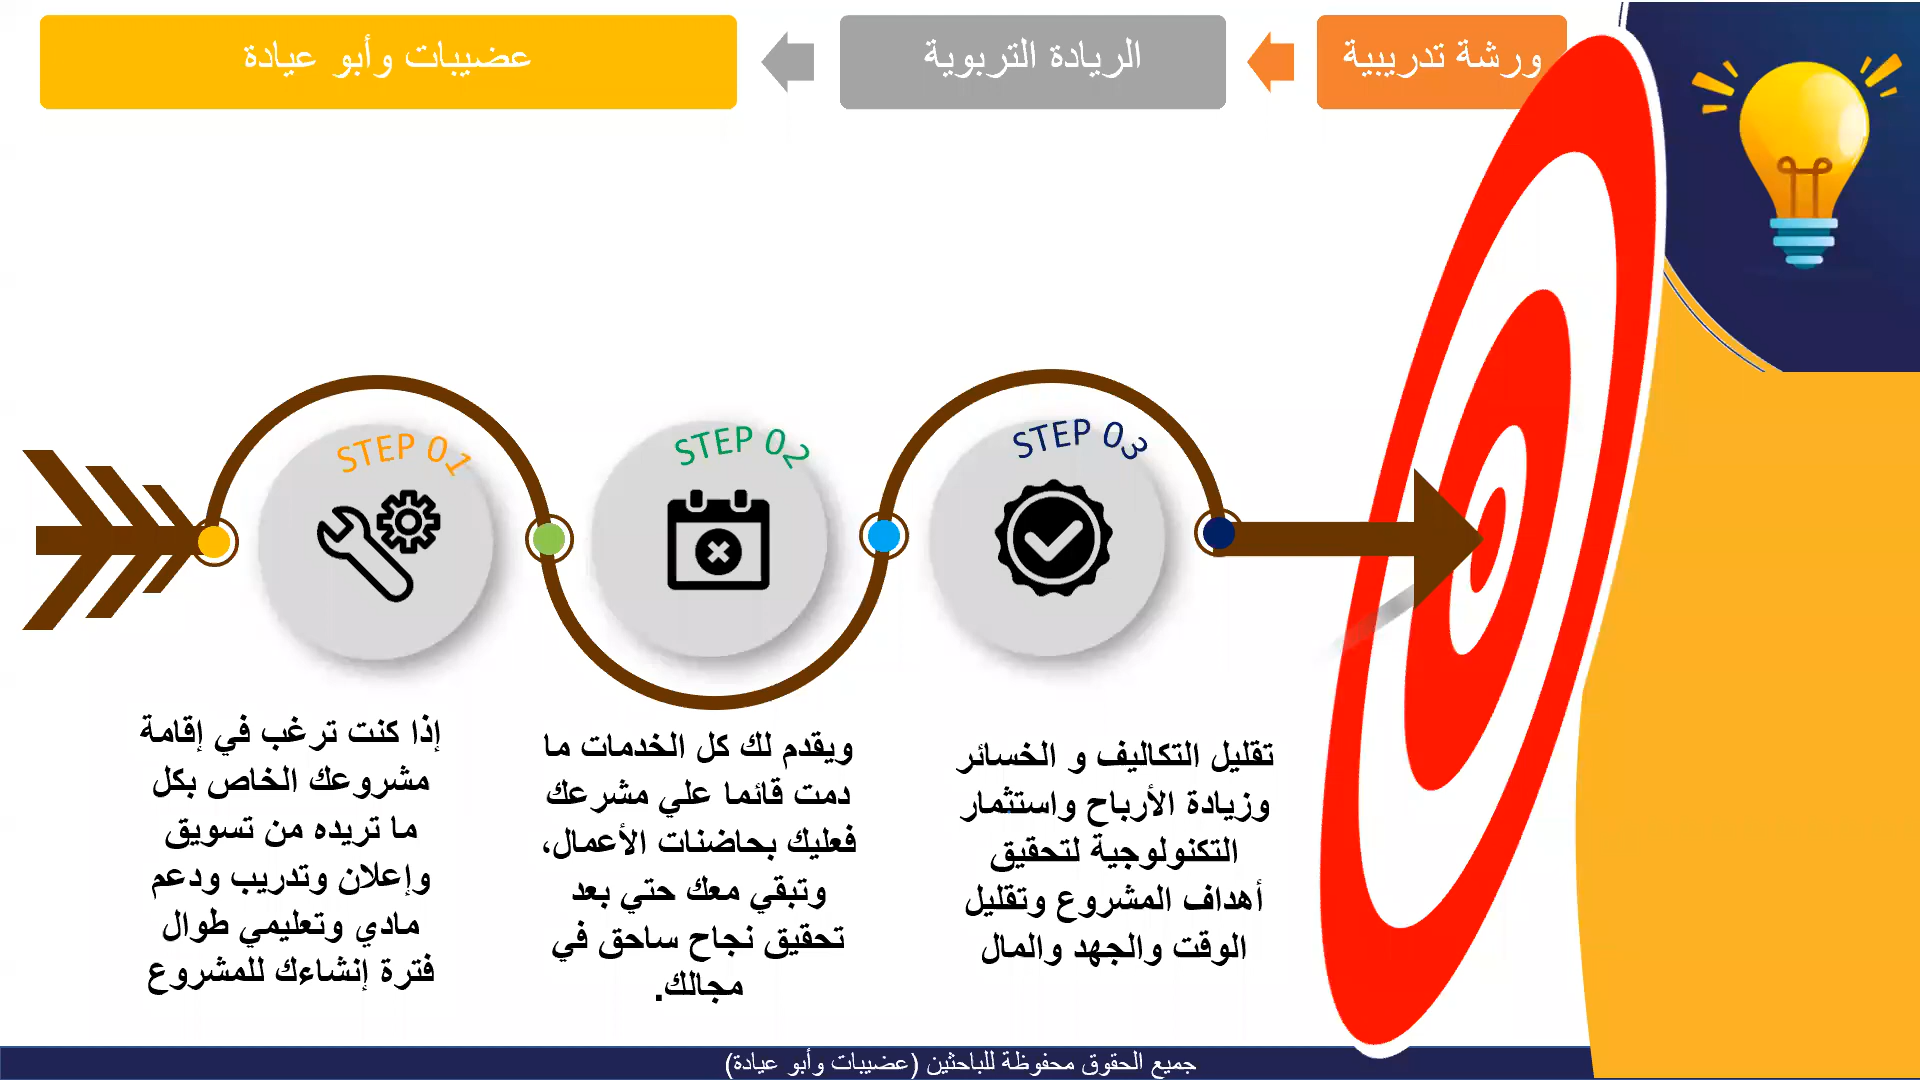 ورشة تدريبية
الريادة التربوية
عضيبات وأبو عيادة
STEP 01
STEP 02
STEP 03
إذا كنت ترغب في إقامة
مشروعك الخاص بكل
ما تريده من تسويق
وإعلان وتدريب ودعم
مادي وتعليمي طوال
فترة إنشاءك للمشروع
ويقدم لك كل الخدمات ما
دمت قائما علي مشرعك
فعليك بحاضنات الأعمال،
وتبقي معك حتي بعد
تحقيق نجاح ساحق في
مجالك.
تقليل التكاليف و الخسائر
وزيادة الأرباح واستثمار
التكنولوجية لتحقيق
أهداف المشروع وتقليل
الوقت والجهد والمال
جميع الحقوق محفوظة للباحثين (عضيبات وأبو عيادة)